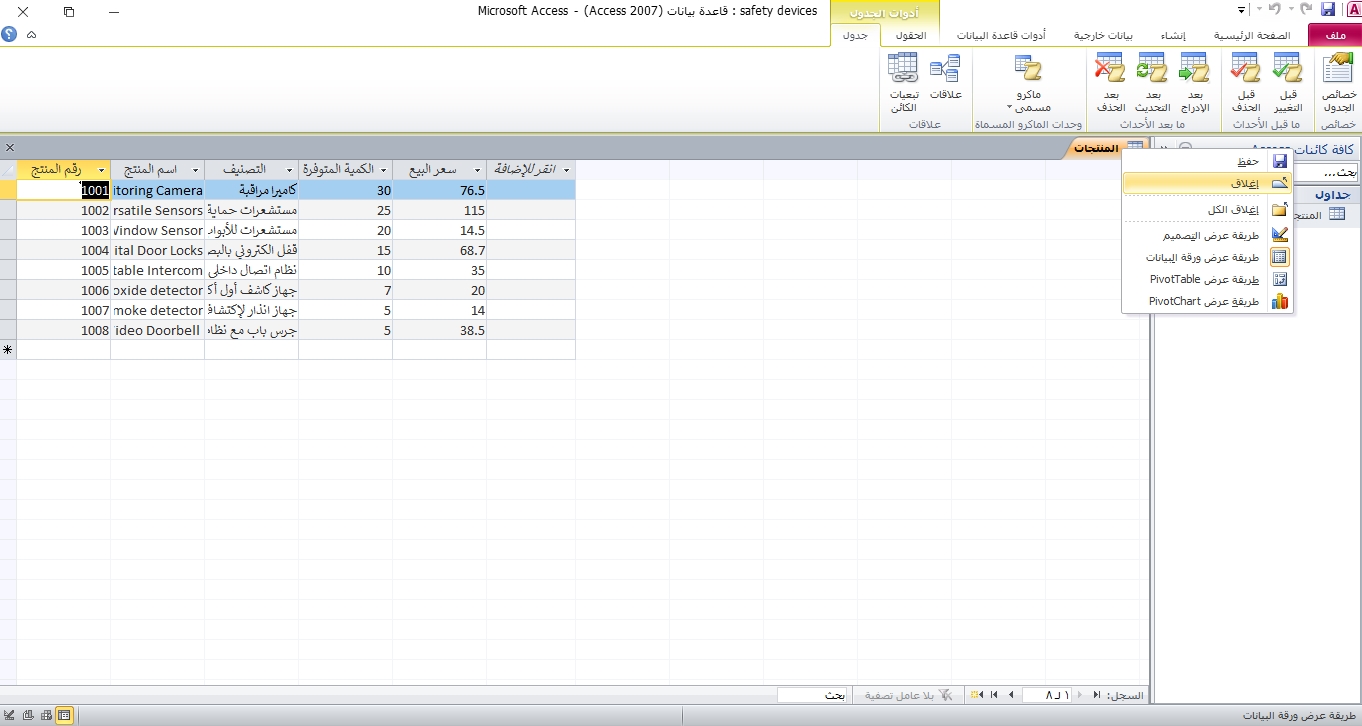 safety devices : قاعدة بيانات (Access 2007) - Microsoft Access
أدوات الجدول
ملف
الصفحة الرئيسية
إنشاء
بيانات خارجية
أدوات قاعدة البيانات
الحقول
جدول
خصائص الجدول
قبل التغيير
قبل الحذف
بعد الإدراج
بعد التحديث
بعد الحذف
ماكرو مسمى
علاقات
تبعيات الكائن
خصائص
ما قبل الأحداث
ما بعد الأحداث
وحدات الماكرو المسماة
علاقات
كافة كائنات
بحث...
جداول
المنتج
المنتجات
حفظ
إغلاق
إغلاق الكل
طريقة عرض التصميم
طريقة عرض ورقة البيانات
طريقة عرض PivotTable
طريقة عرض PivotChart
رقم المنتج اسم المنتج التصنيف الكمية المتوفرة سعر البيع انقر للإضافة
1001 itoring Camera كاميرا مراقبة 30 76.5
1002 rsatile Sensors مستشعرات حماية 25 115
1003 Window Sensor مستشعرات للأبواب 20 14.5
1004 ital Door Locks قفل الكتروني بالبص 15 68.7
1005 table Intercom نظام اتصال داخلي 10 35
1006 oxide detector جهاز كاشف أول أك 7 20
1007 moke detector جهاز انذار لإكتشاف 5 14
1008 ideo Doorbell جرس باب مع نظام 5 38.5
السجل: ١ لـ ٨
بلا عامل تصفية
بحث
طريقة عرض ورقة البيانات